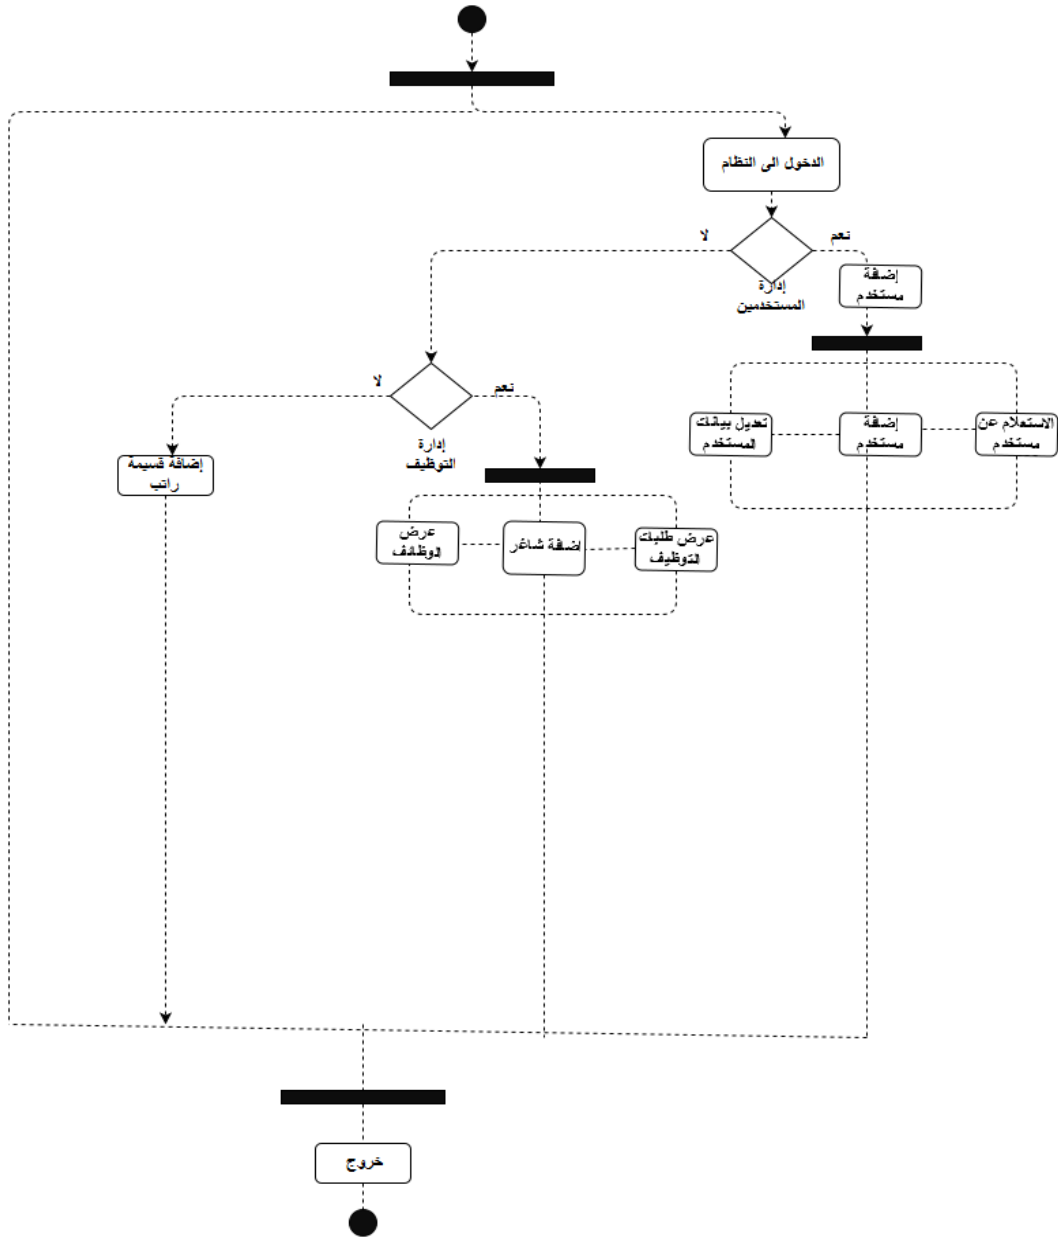 الدخول الى النظام
نعم
لا
إدارة
المستخدمين
إضافة
مستخدم
لا
نعم
إدارة
التوظيف
الاستعلام عن
مستخدم
إضافة
مستخدم
تعديل بيانات
المستخدم
إضافة قسيمة
راتب
عرض طلبات
التوظيف
إضافة شاغر
عرض
الوظائف
خروج